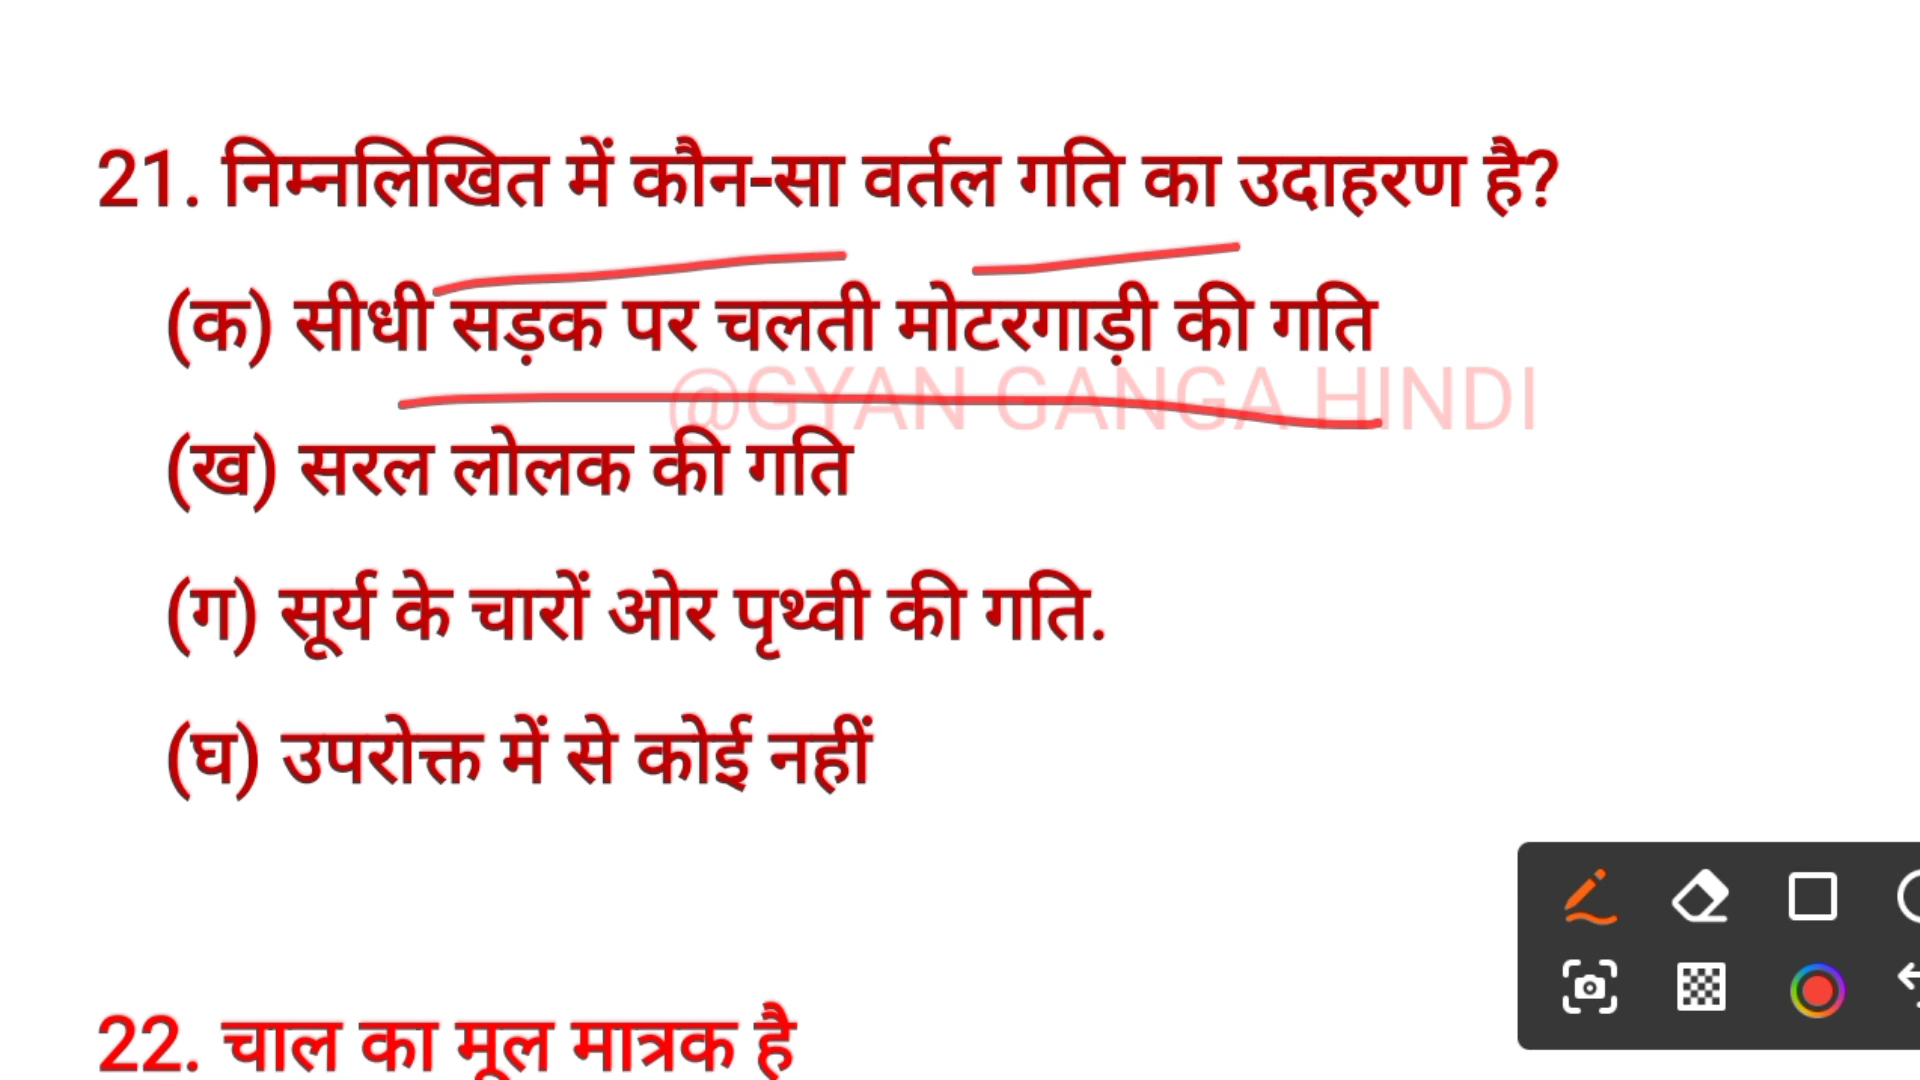 21. निम्नलिखित में कौन-सा वर्तल गति का उदाहरण है?
(क) सीधी सड़क पर चलती मोटरगाड़ी की गति
@GYAN GANGA HINDI
(ख) सरल लोलक की गति
(ग) सूर्य के चारों ओर पृथ्वी की गति.
(घ) उपरोक्त में से कोई नहीं
22. चाल का मूल मात्रक है